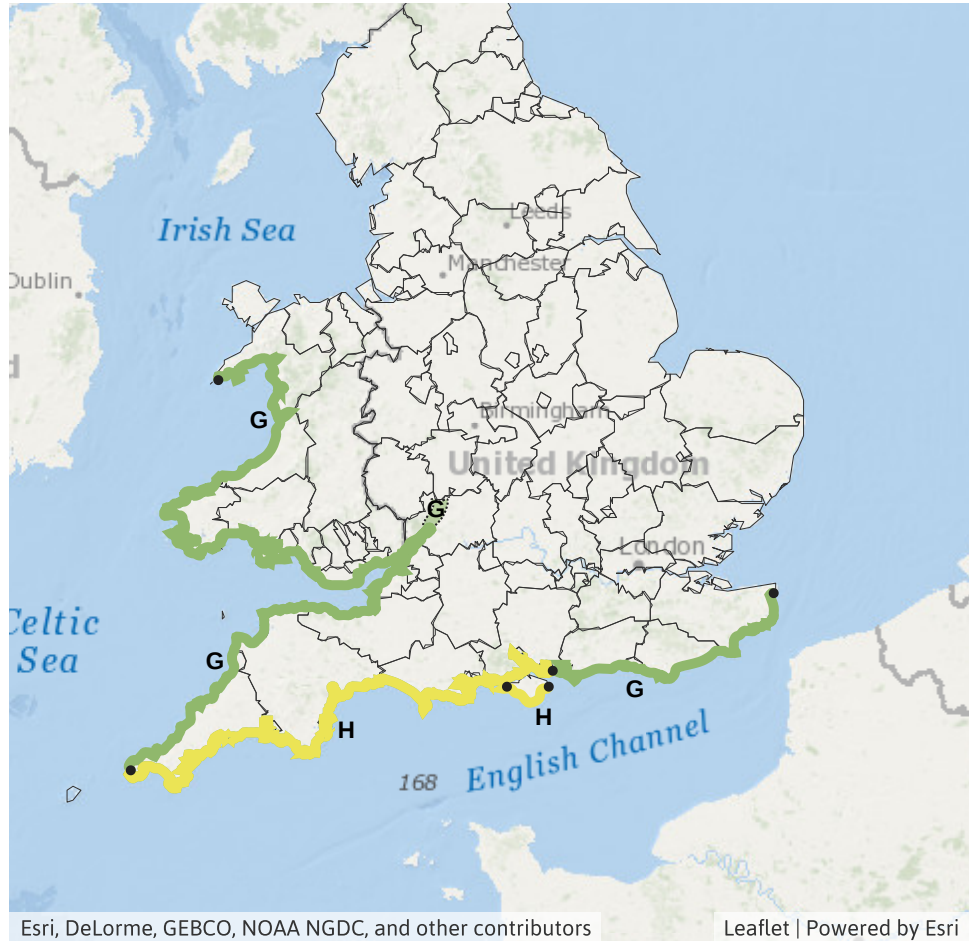 Leeds
Irish Sea
Manchester
Dublin
d
G
Birmingham
United Kingdom
G
London
Celtic
Sea
G
G
H
H
English Channel
168
Esri, DeLorme, GEBCO, NOAA NGDC, and other contributors
Leaflet | Powered by Esri